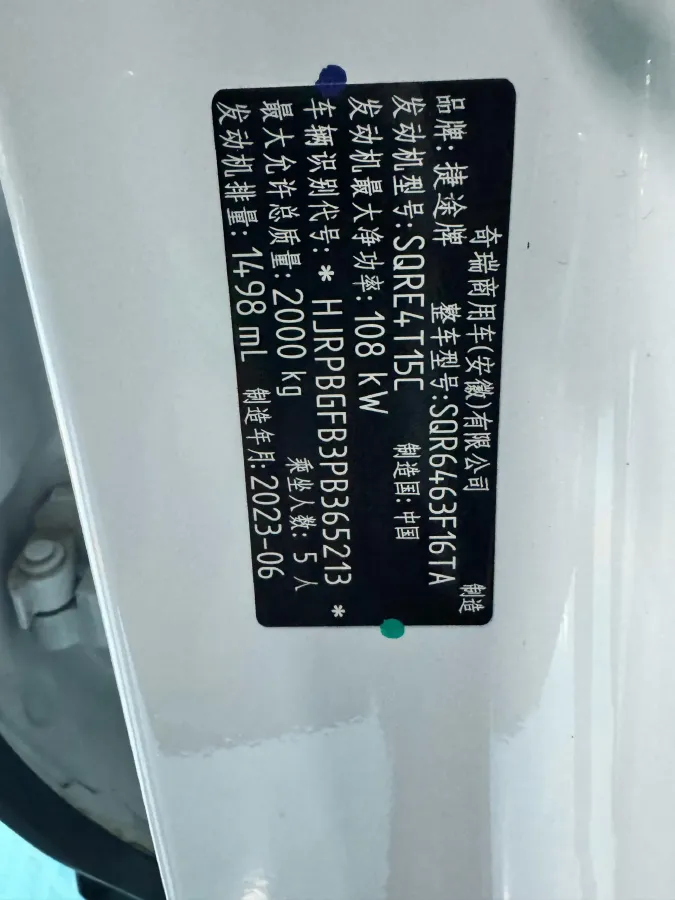 奇瑞商用车(安徽)有限公司 制造
品牌: 捷途牌 整车型号:SQR6463F16TA
发动机型号:SQRE4T15C 制造国:中国
发动机最大净功率:108 kW
车辆识别代号:* HJRPBGFB3PB365213 *
最大允许总质量:2000 kg 乘坐人数: 5 人
发动机排量: 1498 mL 制造年月:2023-06